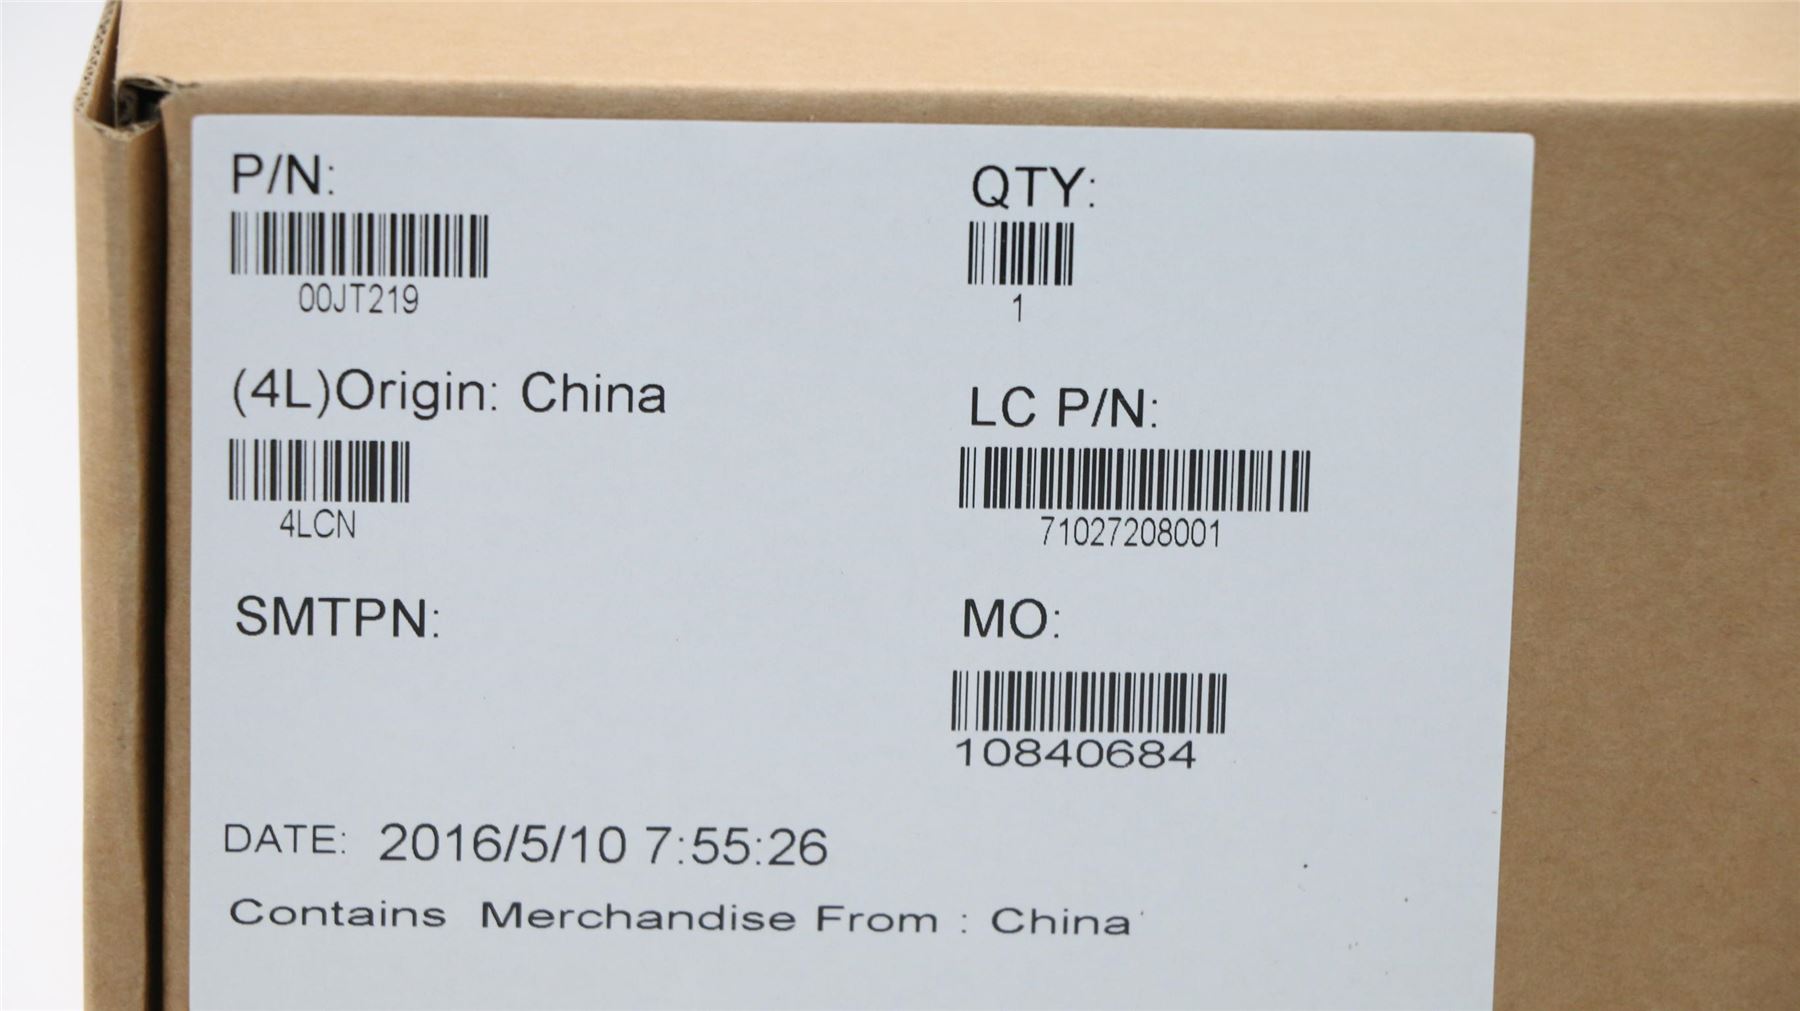 P/N:
QTY:
00JT219
1
(4L)Origin: China
LC P/N:
4LCN
71027208001
SMTPN:
MO:
10840684
DATE: 2016/5/10 7:55:26
Contains Merchandise From : China